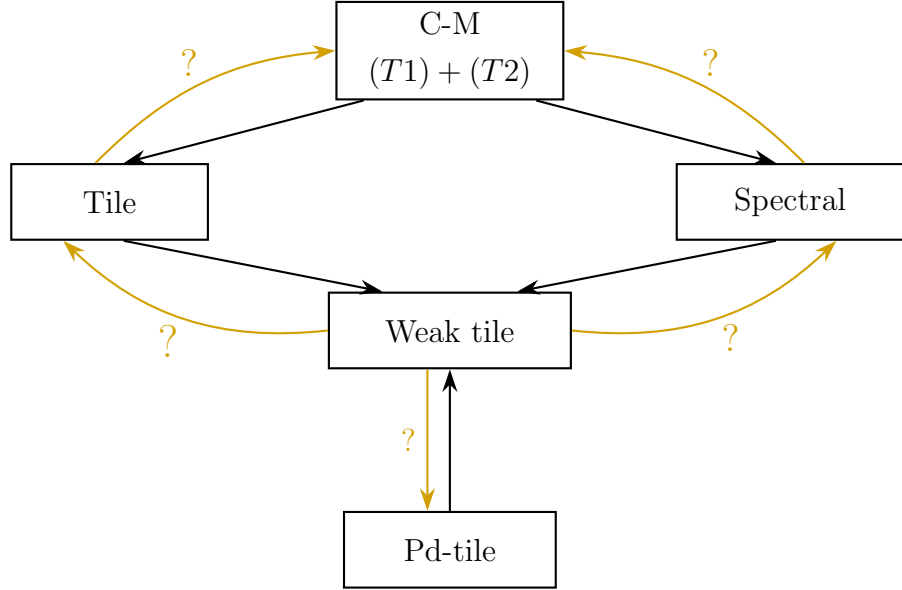 C-M
(T1) + (T2)
?
?
Tile
Spectral
Weak tile
?
?
?
Pd-tile